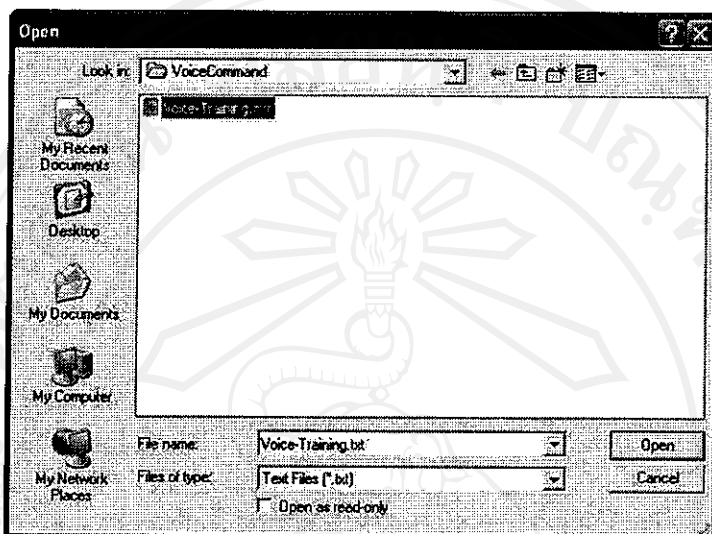 Open
Look in: VoiceCommand
Voice-Training.txt
My Recent
Documents
Desktop
My Documents
My Computer
My Network
Places
File name: Voice-Training.txt Open
Files of type: Text Files (*.txt) Cancel
Open as read-only